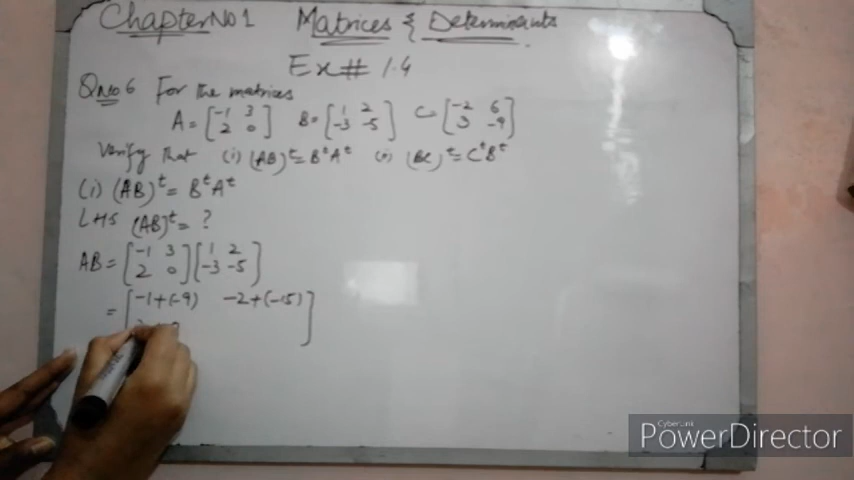 Chapter No 1 Matrices & Determinants
Ex# 1.4
Q No 6 For the matrices
A = [-1 3 2 0] B = [1 2 -3 -5] C = [-2 6 3 -9]
Verify that (i) (AB)^t = B^t A^t (ii) (BC)^t = C^t B^t
(i) (AB)^t = B^t A^t
LHS (AB)^t = ?
AB = [-1 3 2 0] [1 2 -3 -5]
= [-1+(-9) -2+(-15)]
CyberLink
PowerDirector